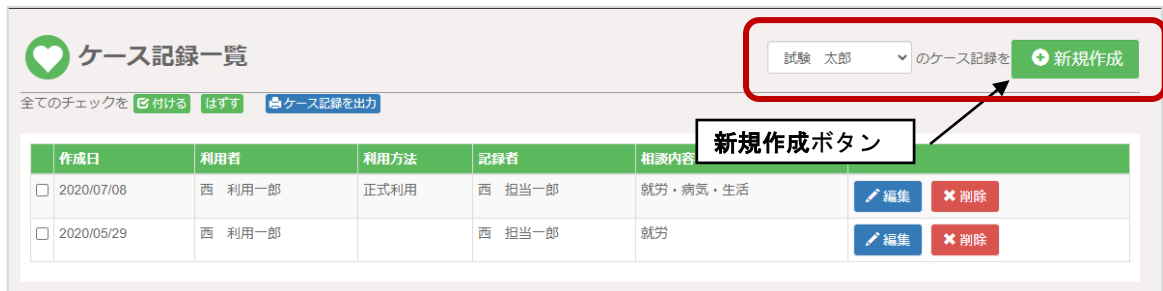 ケース記録一覧
試験 太郎 のケース記録を 新規作成
全てのチェックを 付ける はずす ケース記録を出力
新規作成ボタン
作成日 利用者 利用方法 記録者 相談内容
2020/07/08 西 利用一郎 正式利用 西 担当一郎 就労・病気・生活 編集 削除
2020/05/29 西 利用一郎 西 担当一郎 就労 編集 削除